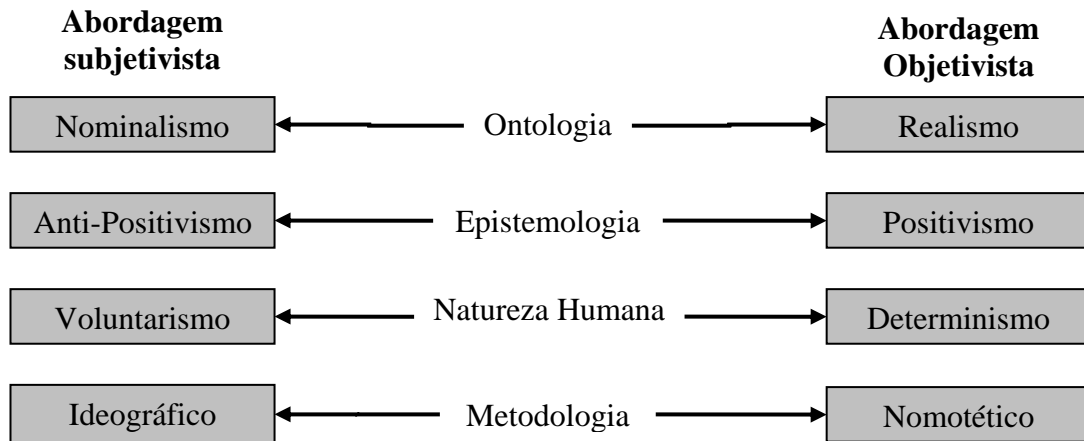 Abordagem
subjetivista
Abordagem
Objetivista
Nominalismo
Ontologia
Realismo
Anti-Positivismo
Epistemologia
Positivismo
Voluntarismo
Natureza Humana
Determinismo
Ideográfico
Metodologia
Nomotético